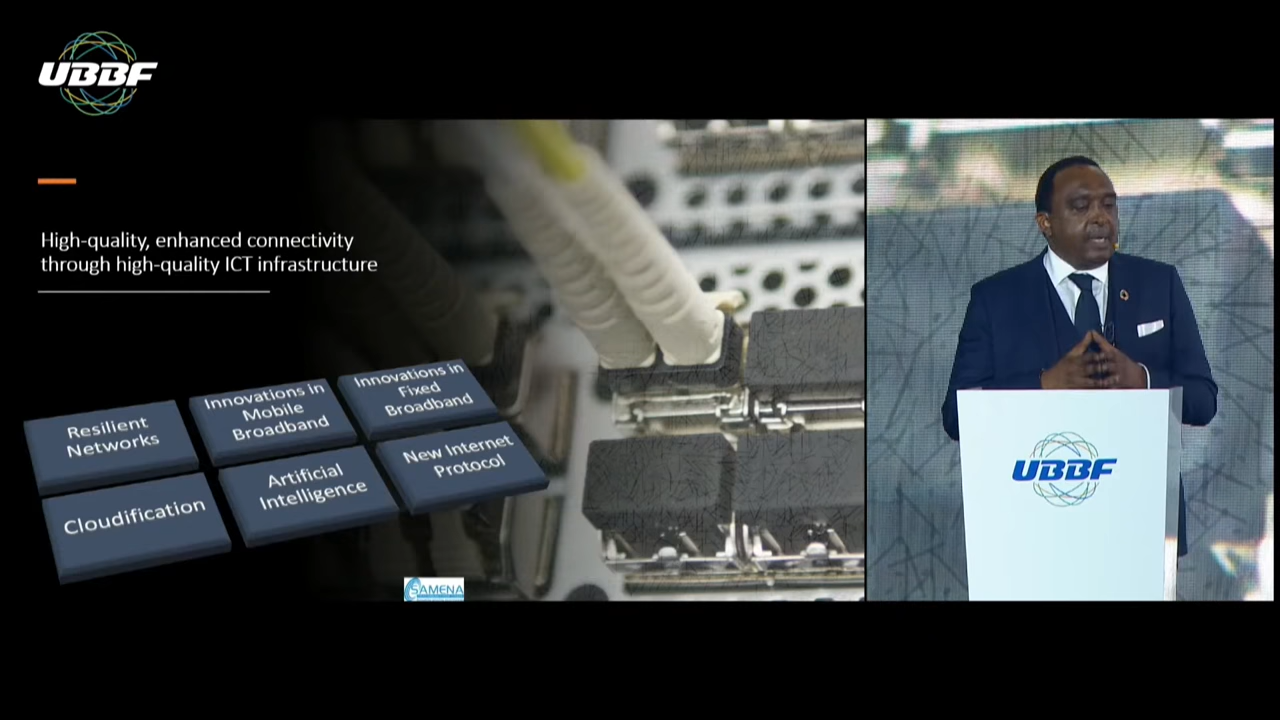 UBBF
High-quality, enhanced connectivity
through high-quality ICT infrastructure
Resilient
Networks
Innovations in
Mobile
Broadband
Innovations in
Fixed
Broadband
Cloudification
Artificial
Intelligence
New Internet
Protocol
SAMENA
UBBF